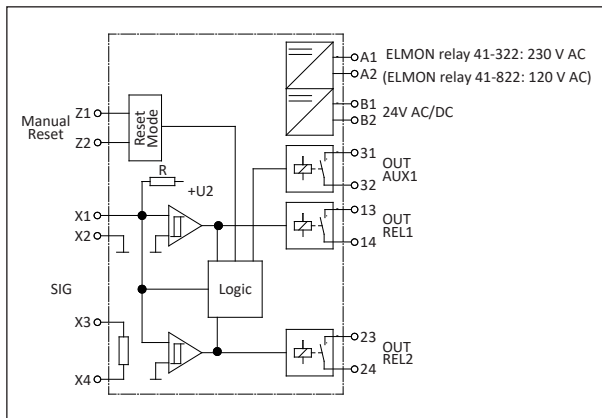 A1 ELMON relay 41-322: 230 V AC
A2 (ELMON relay 41-822: 120 V AC)
B1
24V AC/DC
B2
Manual
Reset
Z1
Z2
Reset
Mode
31
OUT
AUX1
32
R
+U2
X1
X2
13
OUT
REL1
14
SIG
Logic
X3
X4
23
OUT
REL2
24